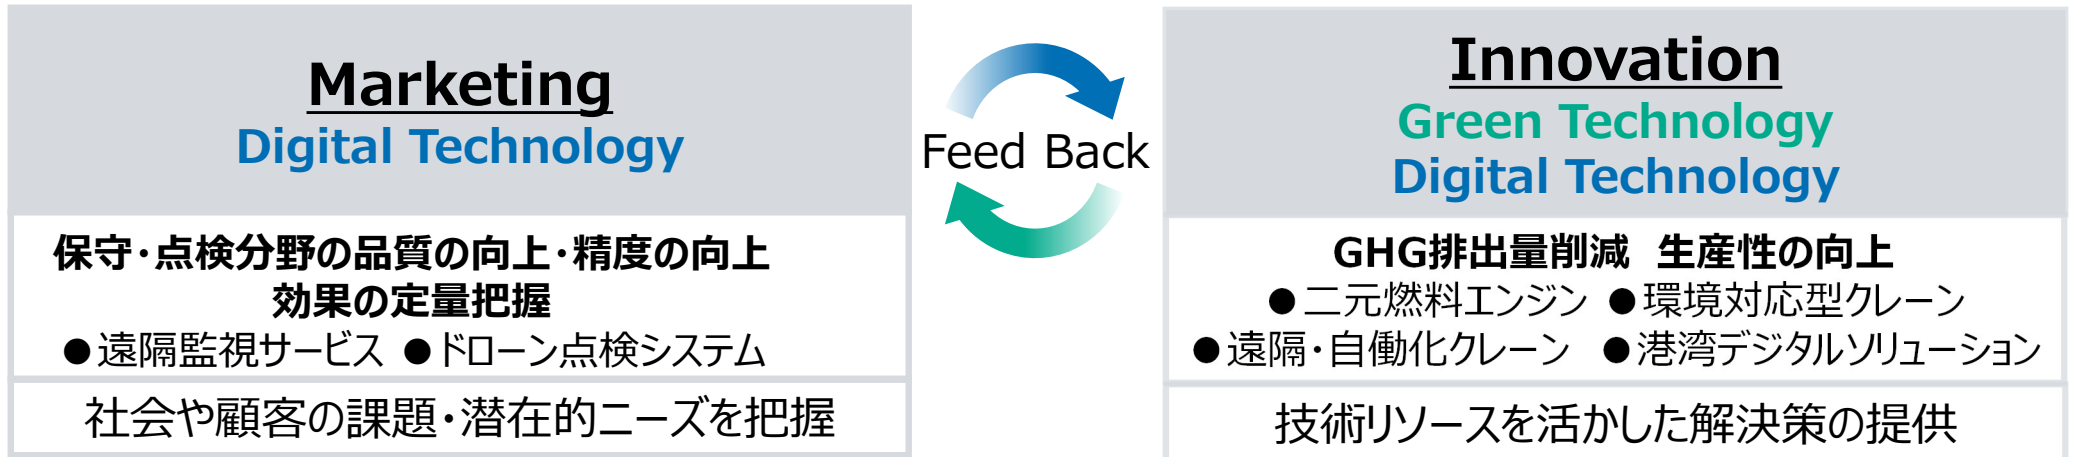 Marketing
Digital Technology
保守・点検分野の品質の向上・精度の向上
効果の定量把握
●遠隔監視サービス ●ドローン点検システム
社会や顧客の課題・潜在的ニーズを把握
Feed Back
Innovation
Green Technology
Digital Technology
GHG排出量削減　生産性の向上
●二元燃料エンジン ●環境対応型クレーン
●遠隔・自働化クレーン ●港湾デジタルソリューション
技術リソースを活かした解決策の提供